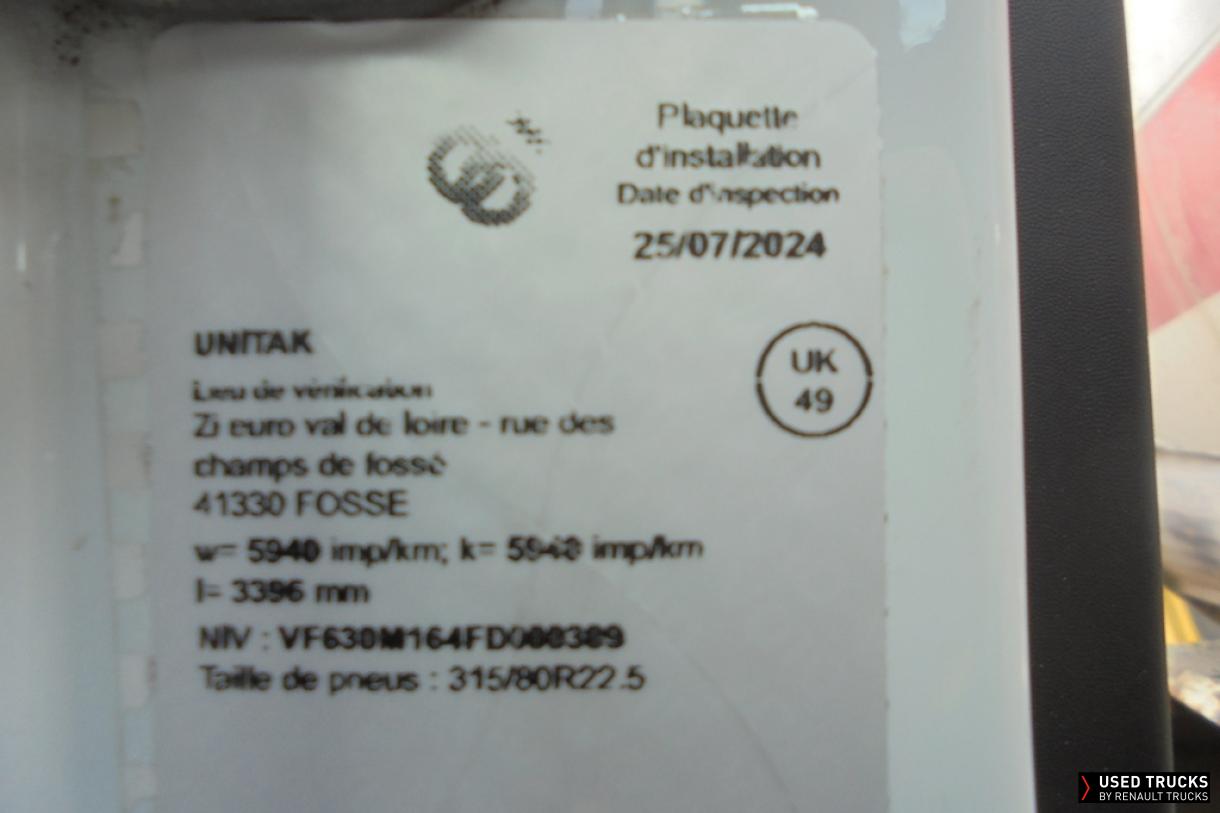 Plaquette
d'installation
Date d'inspection
25/07/2024
UNITAK
UK
49
Lieu de vérification
Zi euro val de loire - rue des
champs de fossé
41330 FOSSE
w= 5940 imp/km; k= 5940 imp/km
l= 3396 mm
NIV : VF630M164FD000309
Taille de pneus : 315/80R22.5
USED TRUCKS
BY RENAULT TRUCKS